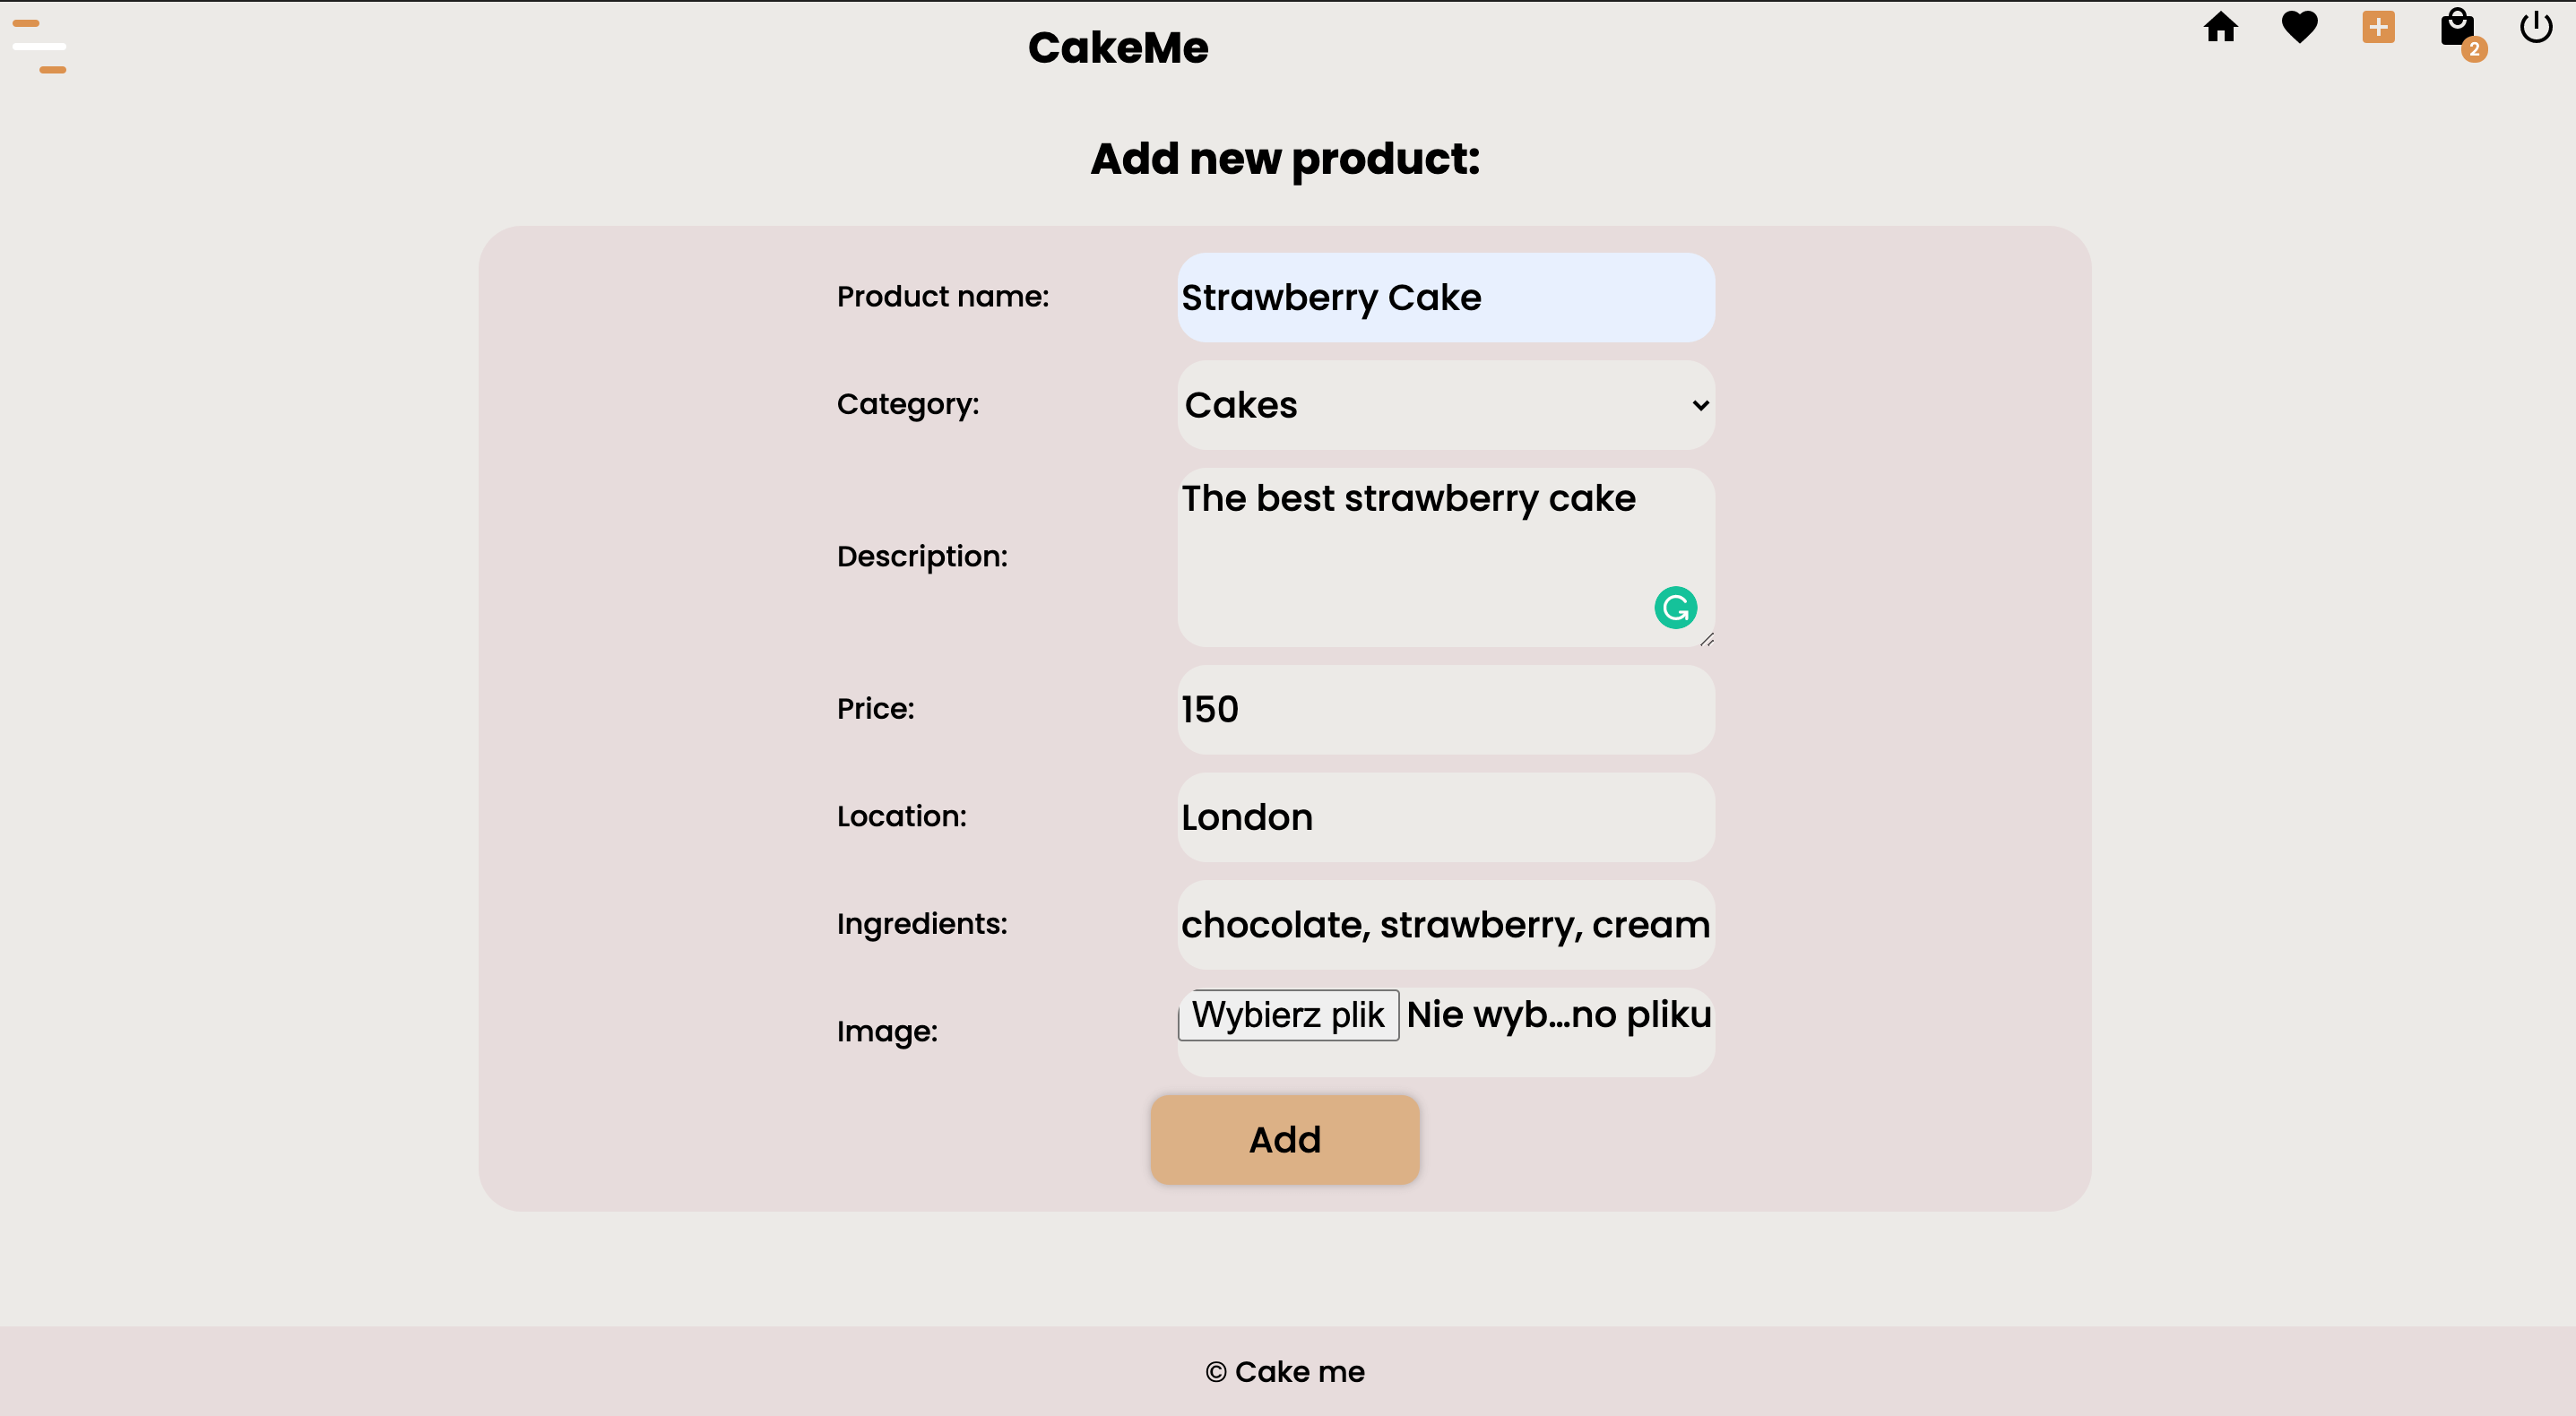 CakeMe
2
Add new product:
Product name:
Strawberry Cake
Category:
Cakes
Description:
The best strawberry cake
Price:
150
Location:
London
Ingredients:
chocolate, strawberry, cream
Image:
Wybierz plik Nie wyb...no pliku
Add
© Cake me